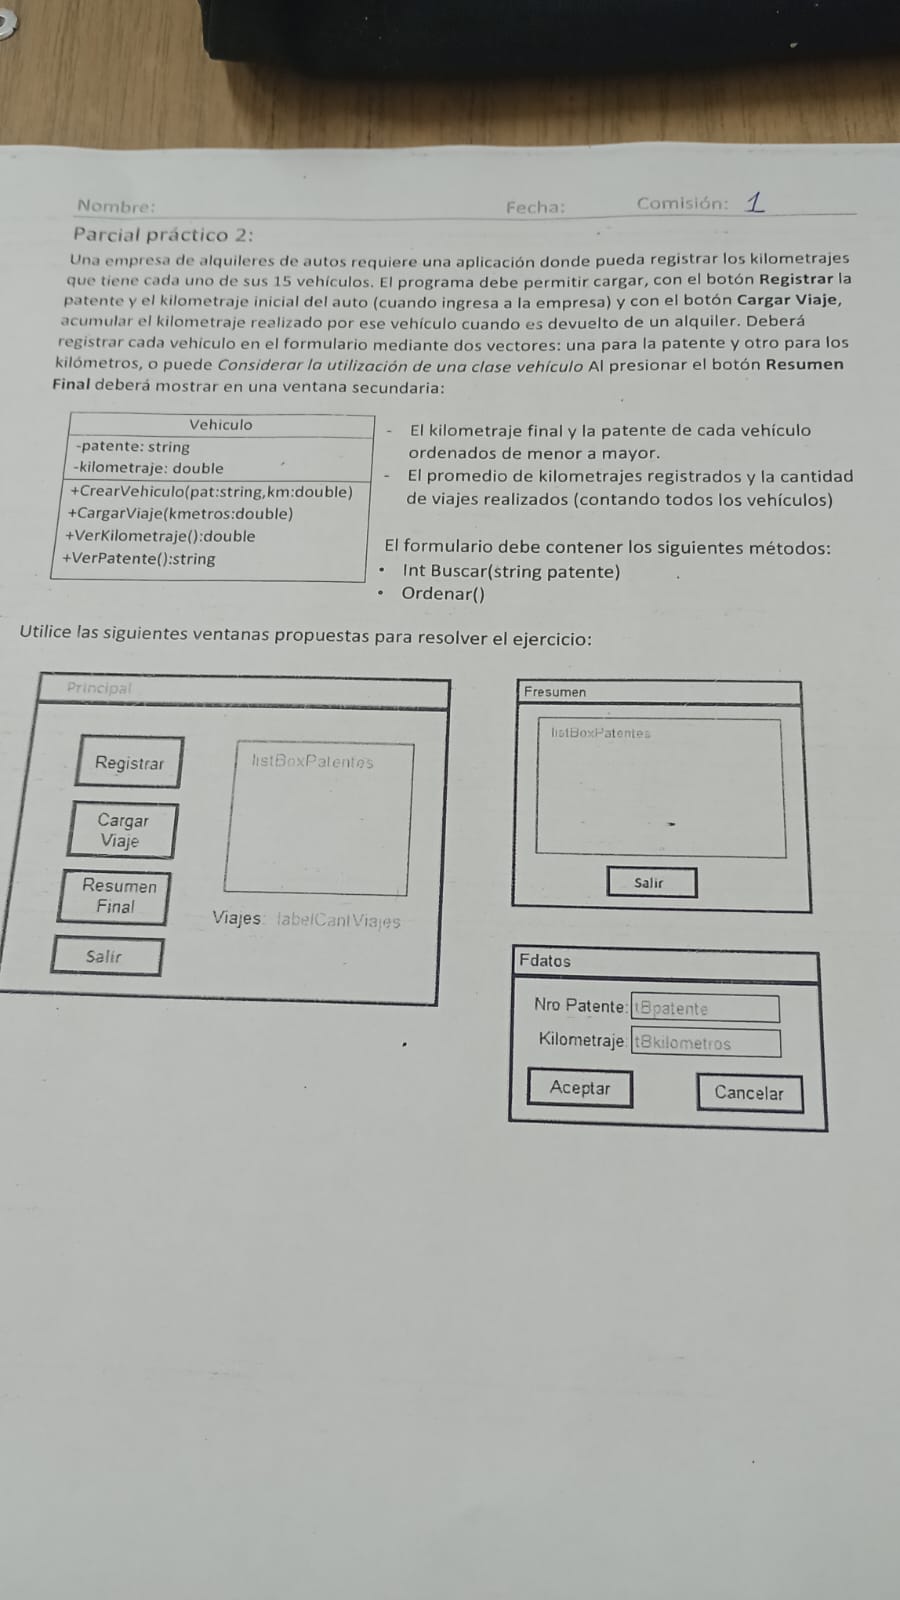 Nombre: Fecha: Comisión: 1
Parcial práctico 2:
Una empresa de alquileres de autos requiere una aplicación donde pueda registrar los kilometrajes
que tiene cada uno de sus 15 vehículos. El programa debe permitir cargar, con el botón Registrar la
patente y el kilometraje inicial del auto (cuando ingresa a la empresa) y con el botón Cargar Viaje,
acumular el kilometraje realizado por ese vehículo cuando es devuelto de un alquiler. Deberá
registrar cada vehículo en el formulario mediante dos vectores: una para la patente y otro para los
kilómetros, o puede Considerar la utilización de una clase vehículo Al presionar el botón Resumen
Final deberá mostrar en una ventana secundaria:
Vehiculo
-patente: string
-kilometraje: double
+CrearVehiculo(pat:string,km:double)
+CargarViaje(kmetros:double)
+VerKilometraje():double
+VerPatente():string
- El kilometraje final y la patente de cada vehículo
ordenados de menor a mayor.
- El promedio de kilometrajes registrados y la cantidad
de viajes realizados (contando todos los vehículos)
El formulario debe contener los siguientes métodos:
• Int Buscar(string patente)
• Ordenar()
Utilice las siguientes ventanas propuestas para resolver el ejercicio:
Principal
Registrar
Cargar
Viaje
Resumen
Final
Salir
listBoxPatentes
Viajes: labelCantViajes
Fresumen
listBoxPatentes
Salir
Fdatos
Nro Patente: tBpatente
Kilometraje: tBkilometros
Aceptar Cancelar